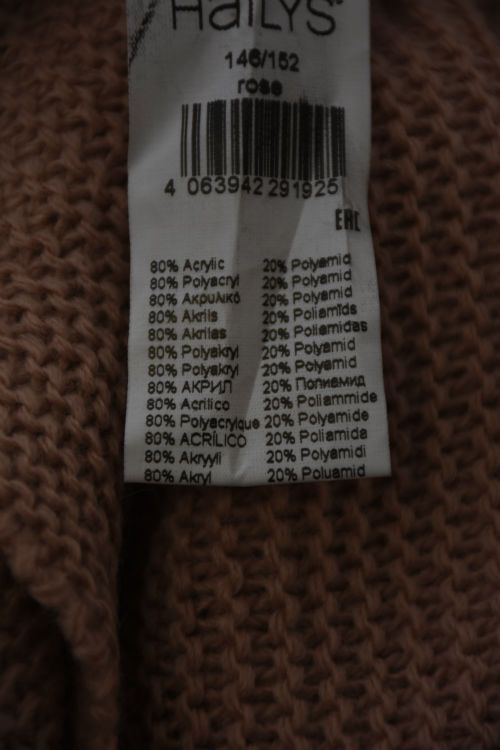 HaILYS
146/152
rose
4 063942 291925
EAC
80% Acrylic 20% Polyamid
80% Polyacryl 20% Polyamid
80% Ακρυλικό 20% Polyamid
80% Akrils 20% Poliamīds
80% Akrilas 20% Poliamidas
80% Polyakryl 20% Polyamid
80% Polyakryl 20% Polyamid
80% АКРИЛ 20% Полиамид
80% Acrilico 20% Poliammide
80% Polyacrylque 20% Polyamide
80% ACRÍLICO 20% Poliamida
80% Akryyli 20% Polyamidi
80% Akryl 20% Poluamid